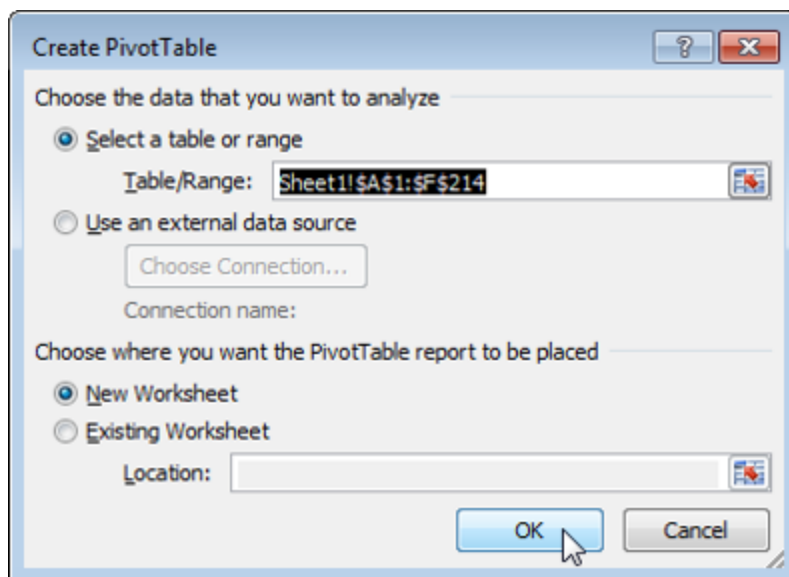 Create PivotTable
?
Choose the data that you want to analyze
Select a table or range
Table/Range: Sheet1!$A$1:$F$214
Use an external data source
Choose Connection...
Connection name:
Choose where you want the PivotTable report to be placed
New Worksheet
Existing Worksheet
Location:
OK Cancel